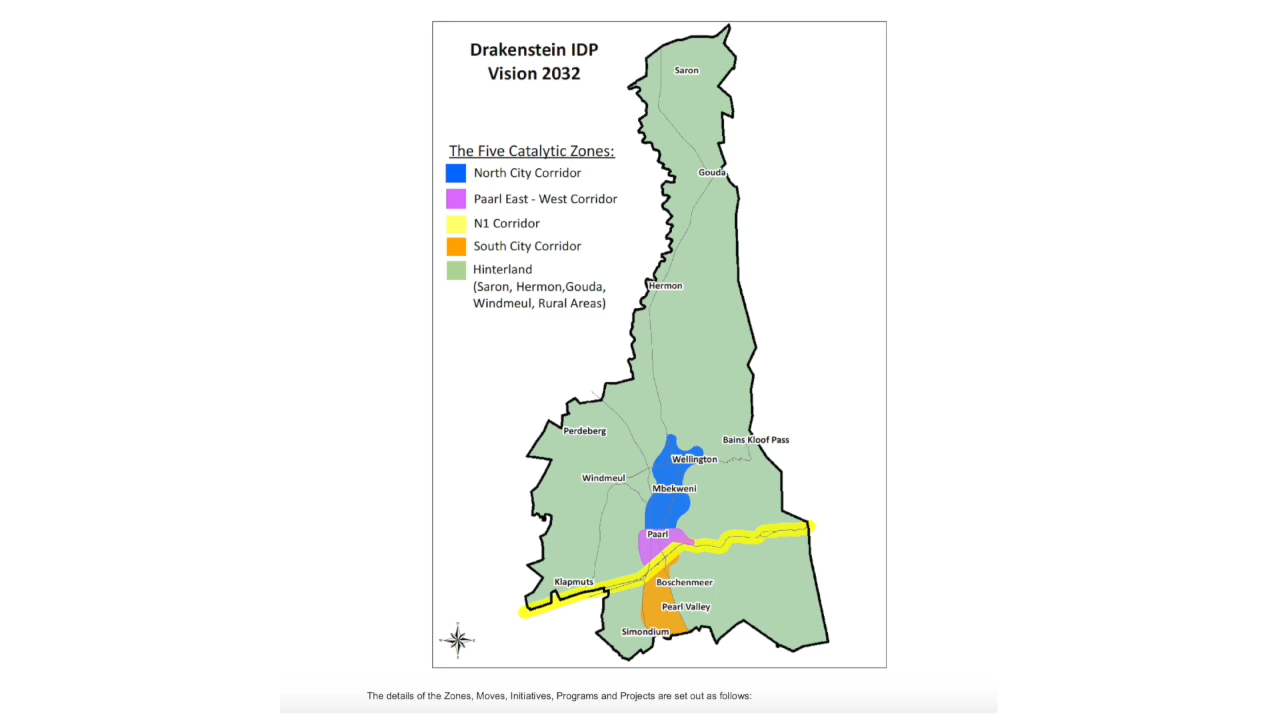 Drakenstein IDP
Vision 2032
The Five Catalytic Zones:
North City Corridor
Paarl East - West Corridor
N1 Corridor
South City Corridor
Hinterland
(Saron, Hermon,Gouda,
Windmeul, Rural Areas)
Saron
Gouda
Hermon
Perdeberg
Bains Kloof Pass
Wellington
Windmeul
Mbekweni
Paarl
Klapmuts
Boschenmeer
Pearl Valley
Simondium
The details of the Zones, Moves, Initiatives, Programs and Projects are set out as follows: